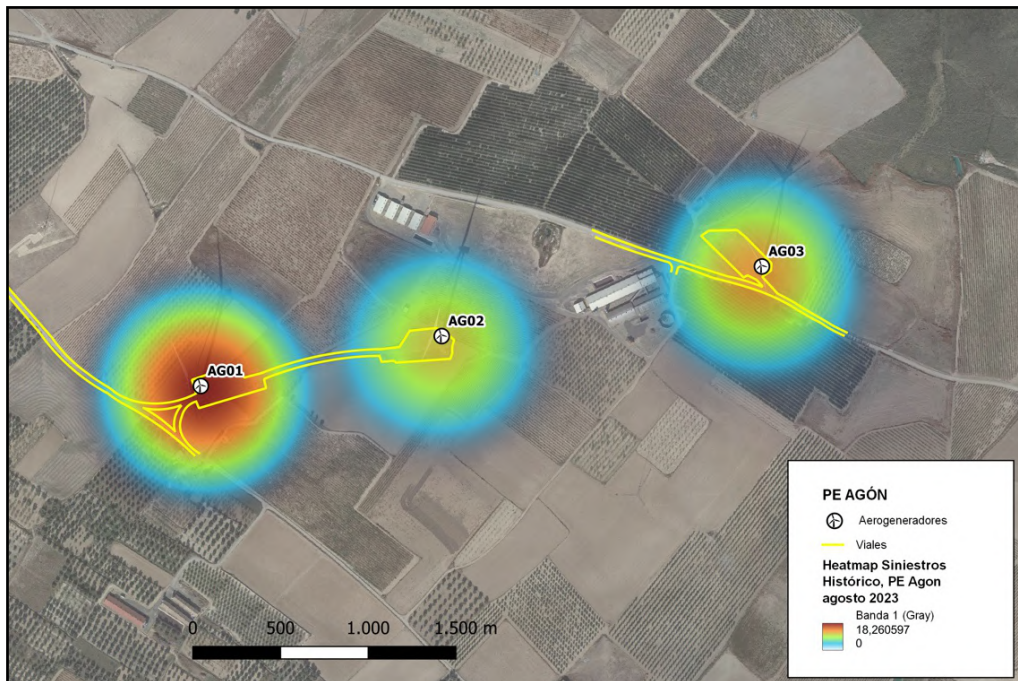 AG03
AG02
AG01
PE AGÓN
Aerogeneradores
Viales
Heatmap Siniestros
Histórico, PE Agon
agosto 2023
Banda 1 (Gray)
18,260597
0
0 500 1.000 1.500 m